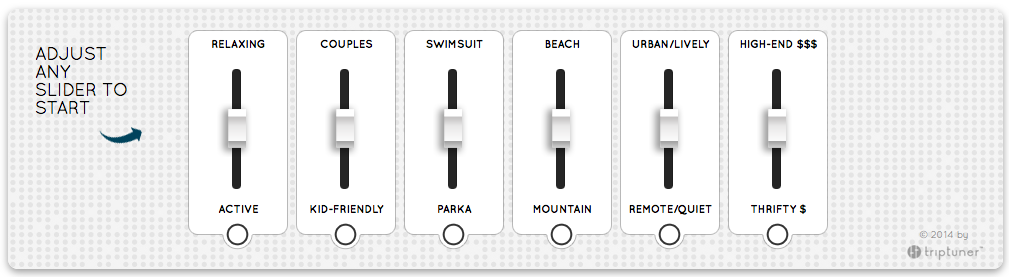 ADJUST
ANY
SLIDER TO
START
RELAXING
COUPLES
SWIMSUIT
BEACH
URBAN/LIVELY
HIGH-END $$$
ACTIVE
KID-FRIENDLY
PARKA
MOUNTAIN
REMOTE/QUIET
THRIFTY $
© 2014 by
triptuner™